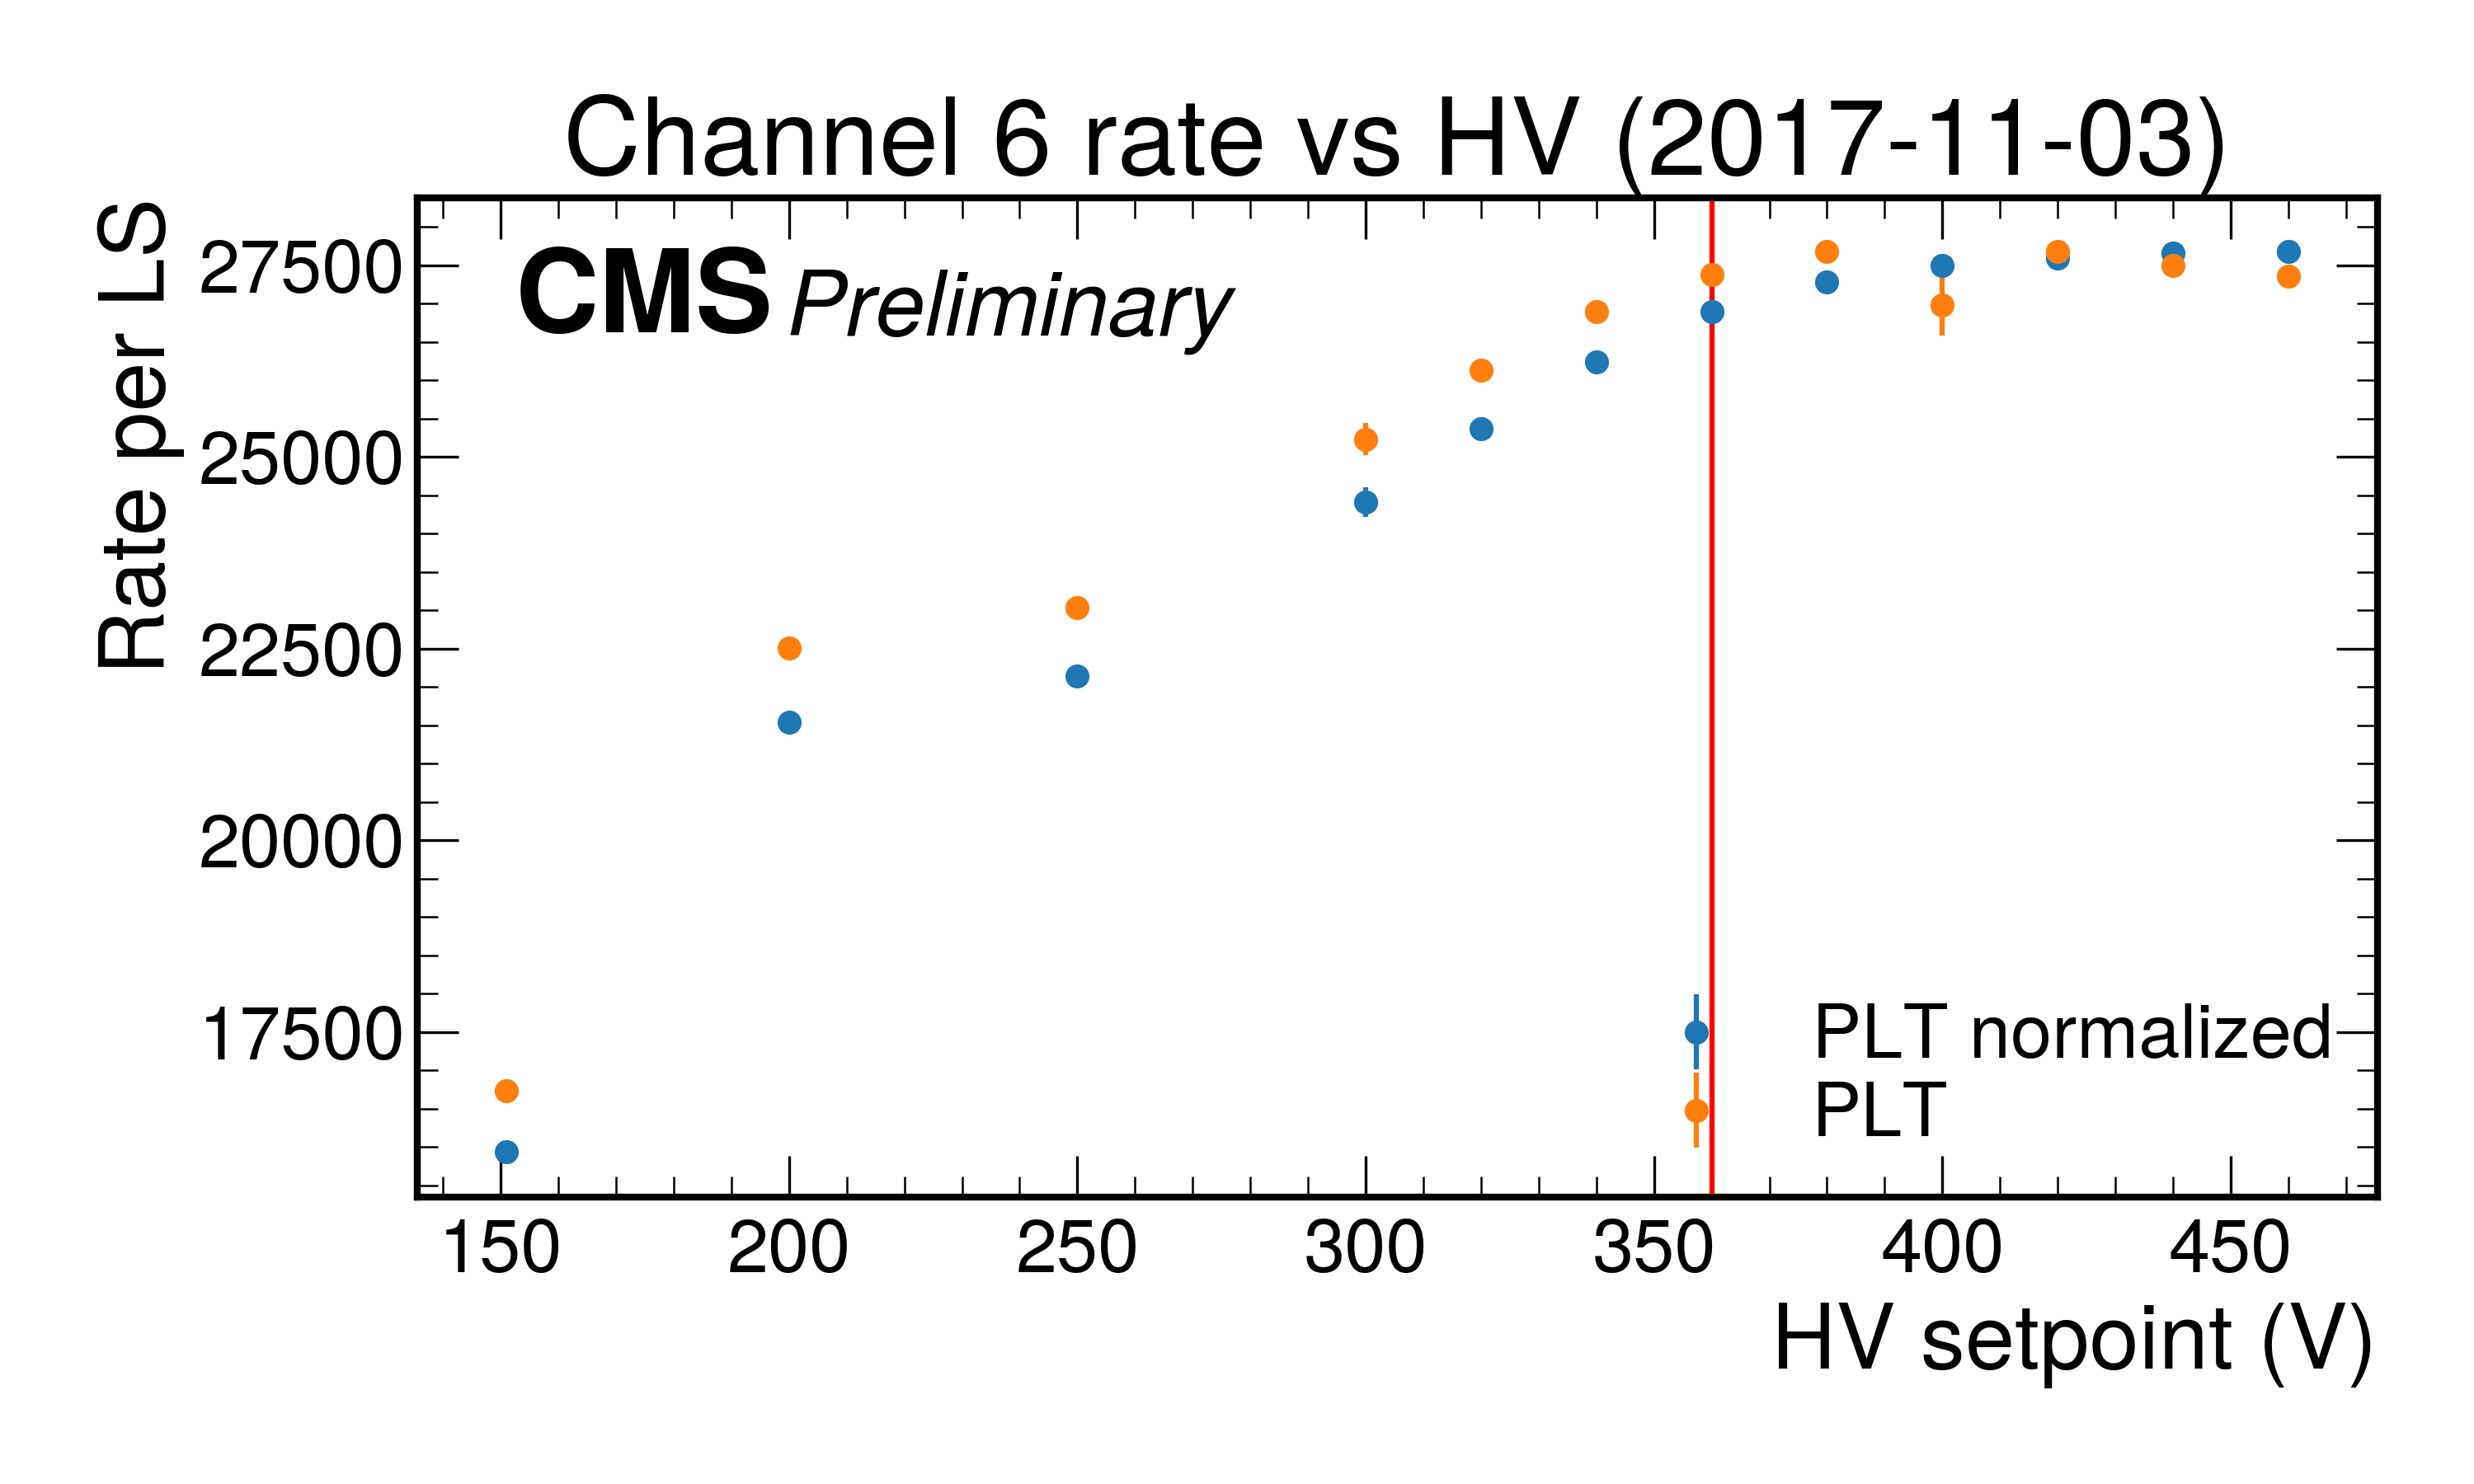 Channel 6 rate vs HV (2017-11-03)
CMS Preliminary
Rate per LS
27500
25000
22500
20000
17500
PLT normalized
PLT
150 200 250 300 350 400 450
HV setpoint (V)